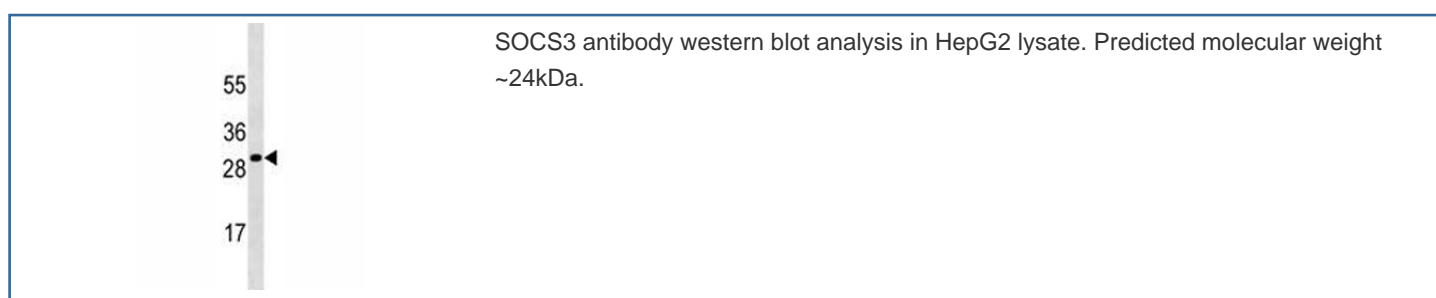 SOCS3 antibody western blot analysis in HepG2 lysate. Predicted molecular weight
~24kDa.
55
36
28
17